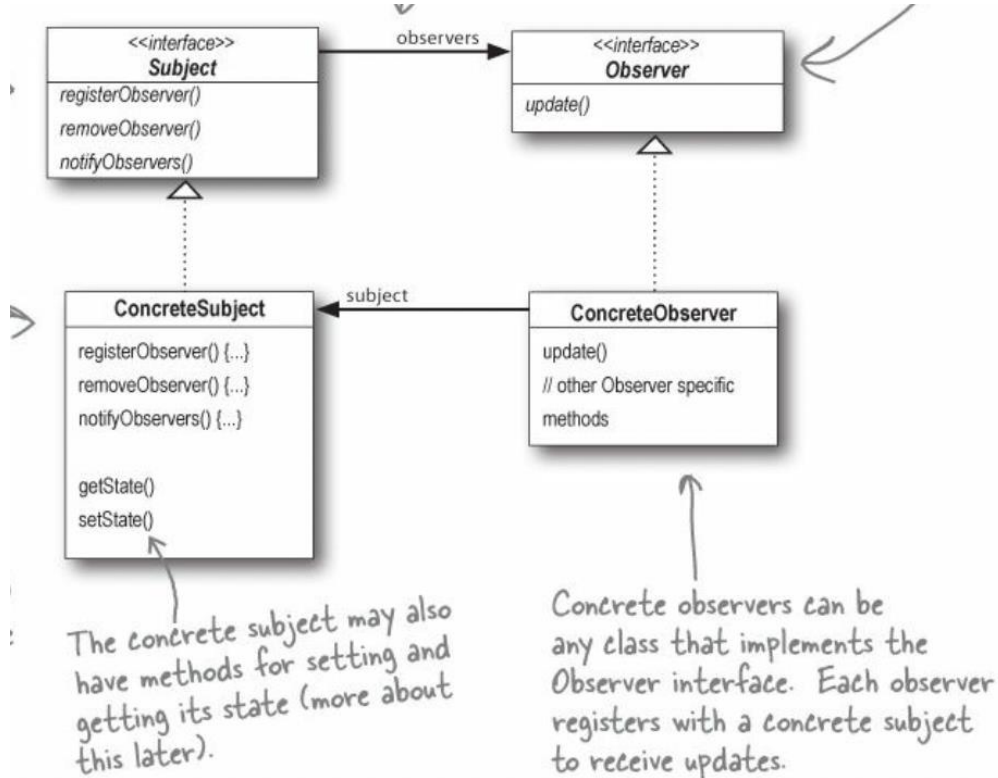 <<interface>>
Subject
registerObserver()
removeObserver()
notifyObservers()
observers
<<interface>>
Observer
update()
ConcreteSubject
registerObserver() {...}
removeObserver() {...}
notifyObservers() {...}
getState()
setState()
subject
ConcreteObserver
update()
// other Observer specific
methods
The concrete subject may also
have methods for setting and
getting its state (more about
this later).
Concrete observers can be
any class that implements the
Observer interface. Each observer
registers with a concrete subject
to receive updates.